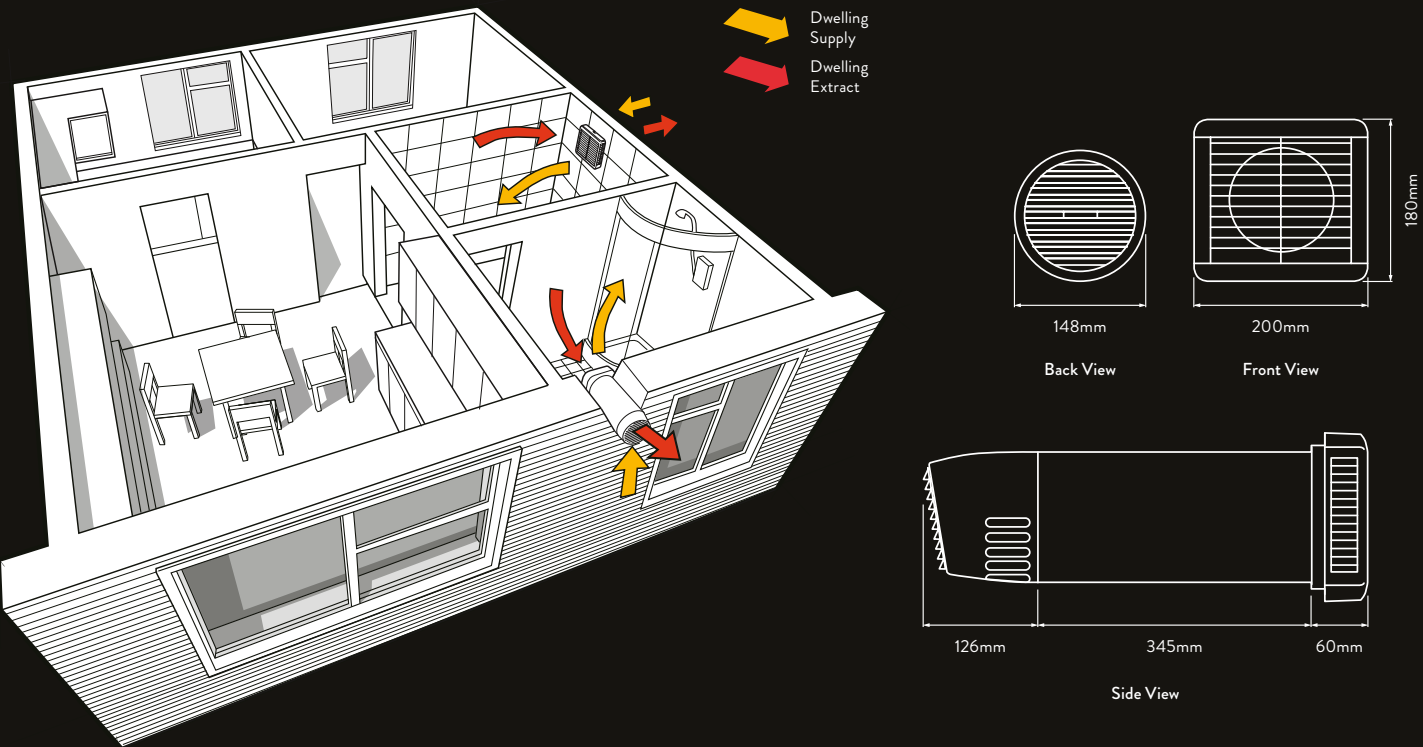 Dwelling
Supply
Dwelling
Extract
180mm
148mm
200mm
Back View
Front View
126mm
345mm
60mm
Side View